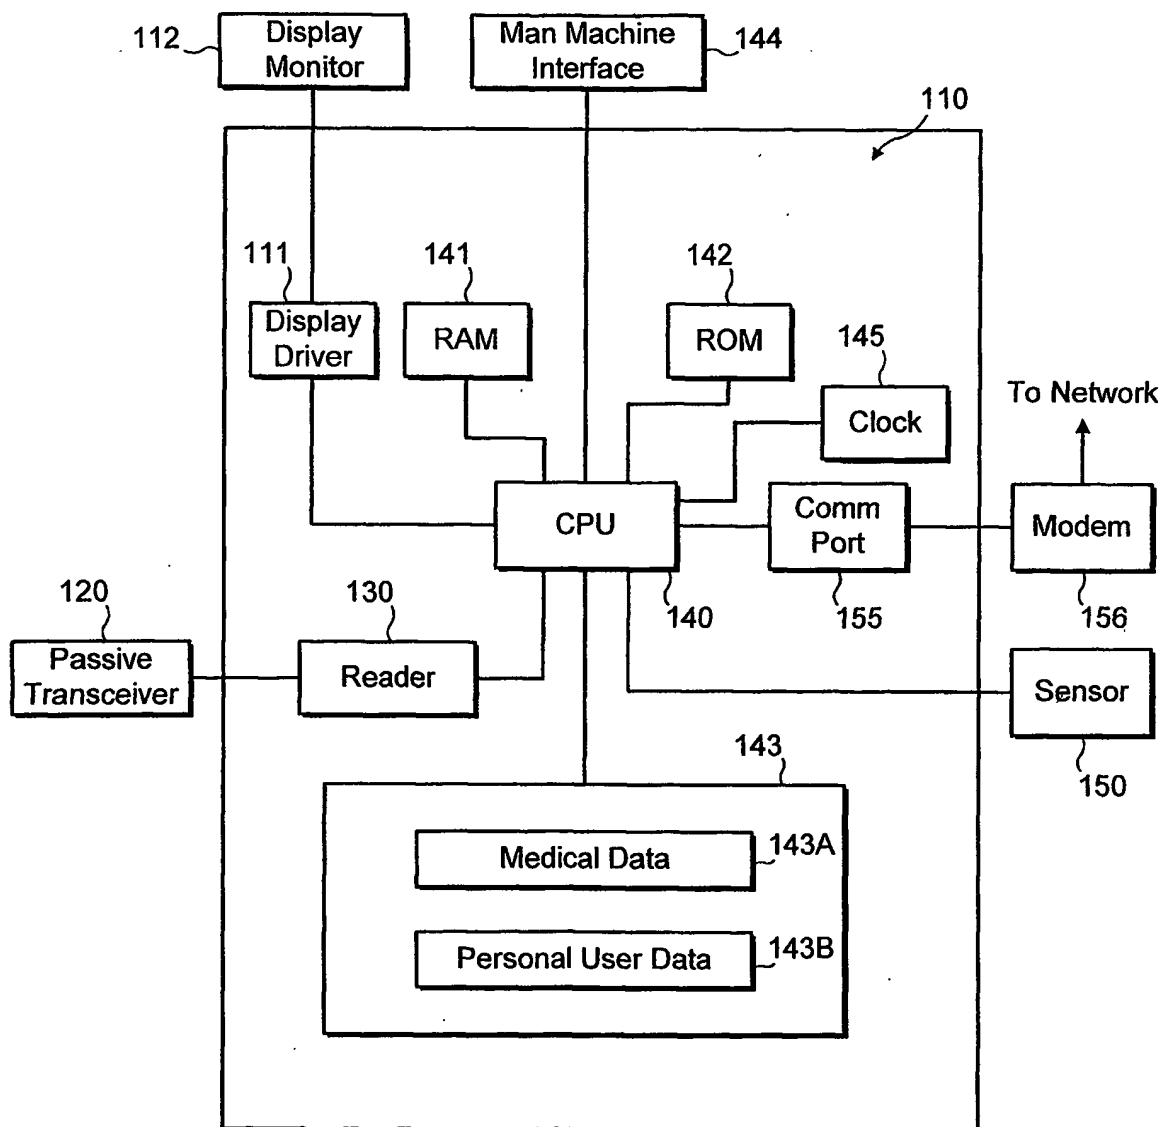 112
Display
Monitor
Man Machine
Interface
144
110
111
Display
Driver
141
RAM
142
ROM
145
Clock
To Network
CPU
140
Comm
Port
155
Modem
156
120
Passive
Transceiver
130
Reader
Sensor
150
143
Medical Data
143A
Personal User Data
143B